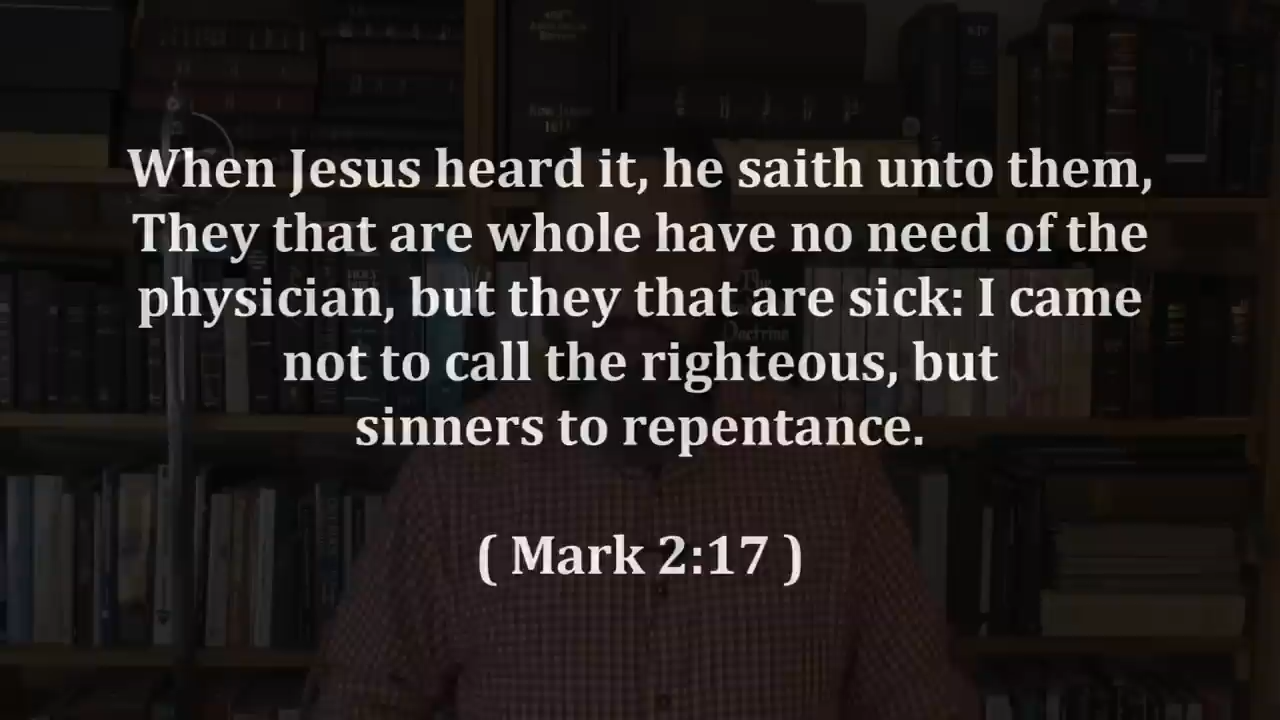 When Jesus heard it, he saith unto them,
They that are whole have no need of the
physician, but they that are sick: I came
not to call the righteous, but
sinners to repentance.
( Mark 2:17 )